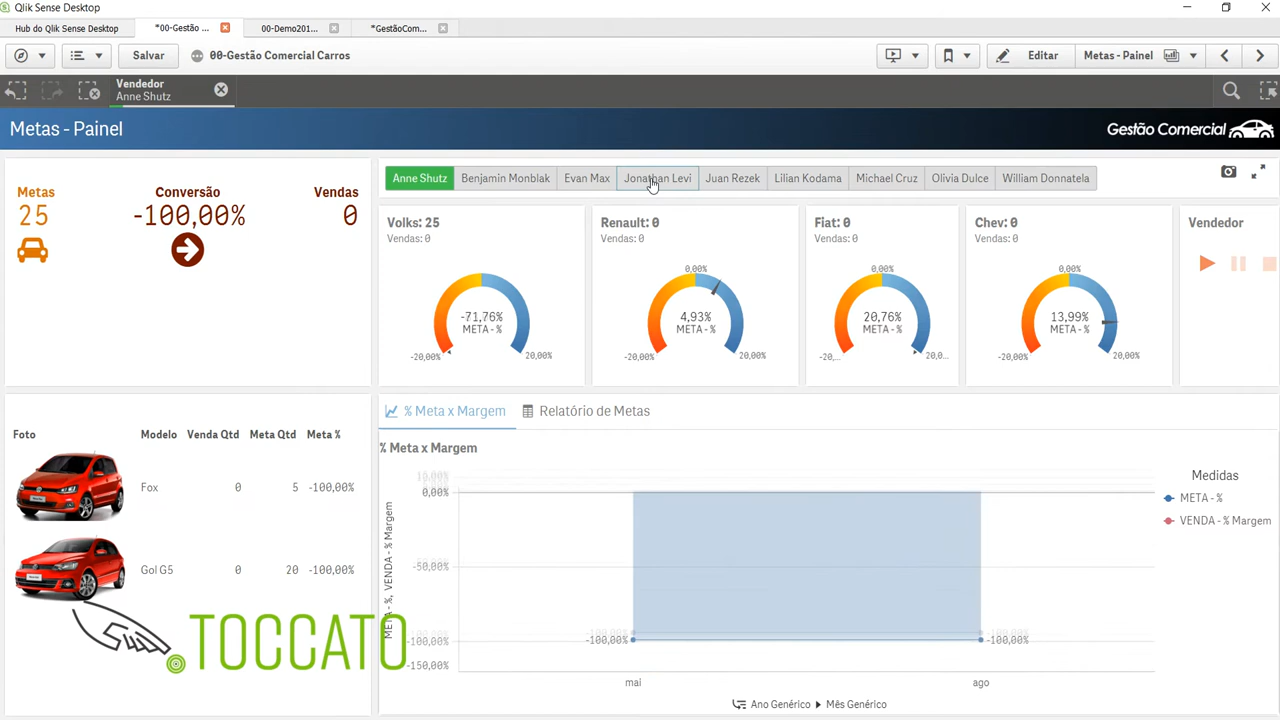 Qlik Sense Desktop
Hub do Qlik Sense Desktop
*00-Gestão ...
00-Demo201...
*GestãoCom...
Salvar
00-Gestão Comercial Carros
Editar
Metas - Painel
Vendedor
Anne Shutz
Metas - Painel
Gestão Comercial
Metas
25
Conversão
-100,00%
Vendas
0
Anne Shutz
Benjamin Monblak
Evan Max
Jonathan Levi
Juan Rezek
Lilian Kodama
Michael Cruz
Olivia Dulce
William Donnatela
Volks: 25
Vendas: 0
-71,76%
META - %
-20,00%
20,00%
Renault: 0
Vendas: 0
0,00%
4,93%
META - %
-20,00%
20,00%
Fiat: 0
Vendas: 0
0,00%
20,76%
META - %
-20,...
20,0...
Chev: 0
Vendas: 0
0,00%
13,99%
META - %
-20,00%
20,00%
Vendedor
Foto
Modelo
Venda Qtd
Meta Qtd
Meta %
Fox
0
5
-100,00%
Gol G5
0
20
-100,00%
TOCCATO
% Meta x Margem
Relatório de Metas
% Meta x Margem
META - %, VENDA - % Margem
10,00%
0,00%
-50,00%
-100,00%
-150,00%
-100,00%
-100,00%
mai
ago
Ano Genérico
Mês Genérico
Medidas
META - %
VENDA - % Margem